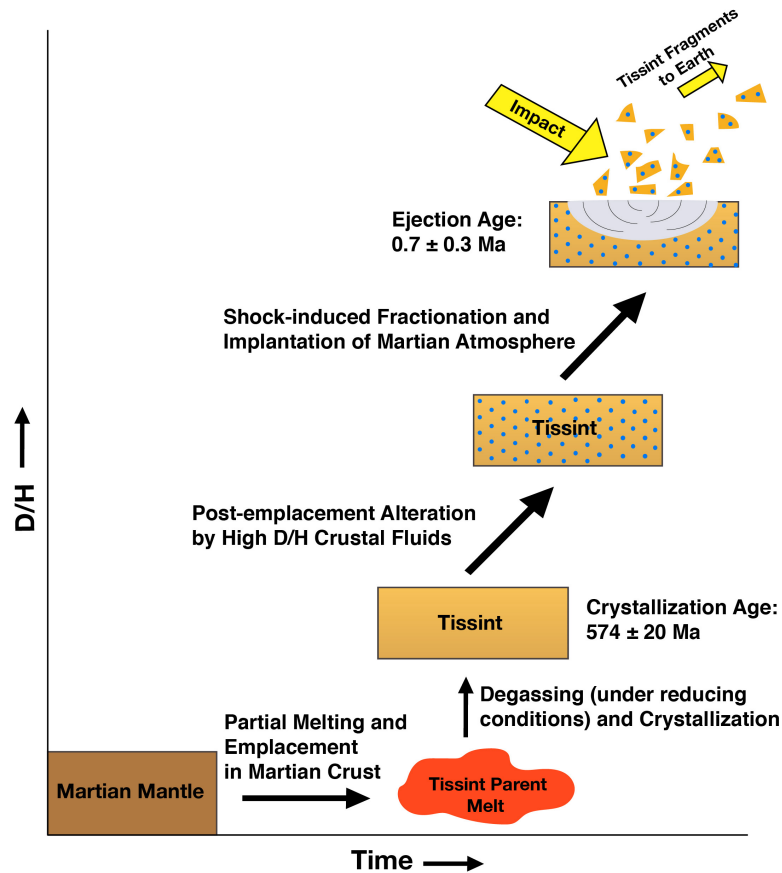 Tissint Fragments
to Earth
Impact
Ejection Age:
0.7 ± 0.3 Ma
Shock-induced Fractionation and
Implantation of Martian Atmosphere
Tissint
D/H
Post-emplacement Alteration
by High D/H Crustal Fluids
Tissint
Crystallization Age:
574 ± 20 Ma
Degassing (under reducing
conditions) and Crystallization
Partial Melting and
Emplacement
in Martian Crust
Martian Mantle
Tissint Parent
Melt
Time